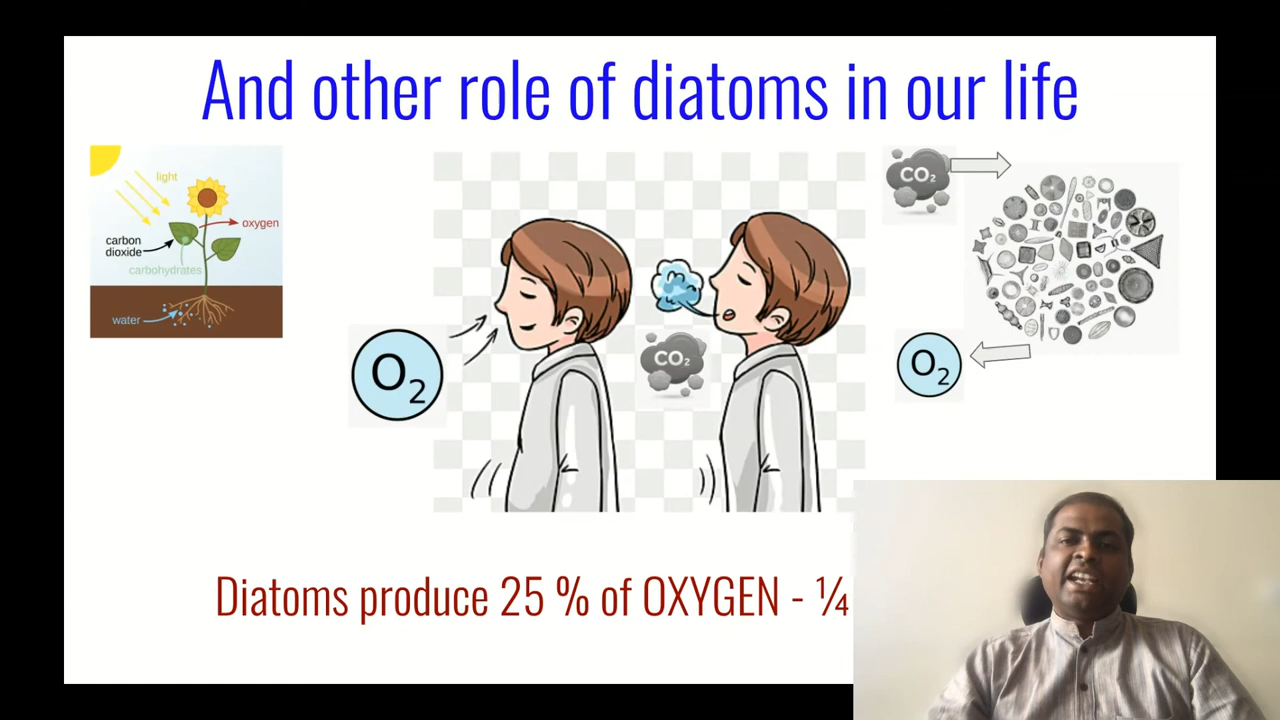 And other role of diatoms in our life
light
oxygen
carbon
dioxide
carbohydrates
water
O₂
CO₂
CO₂
O₂
Diatoms produce 25 % of OXYGEN - ¼